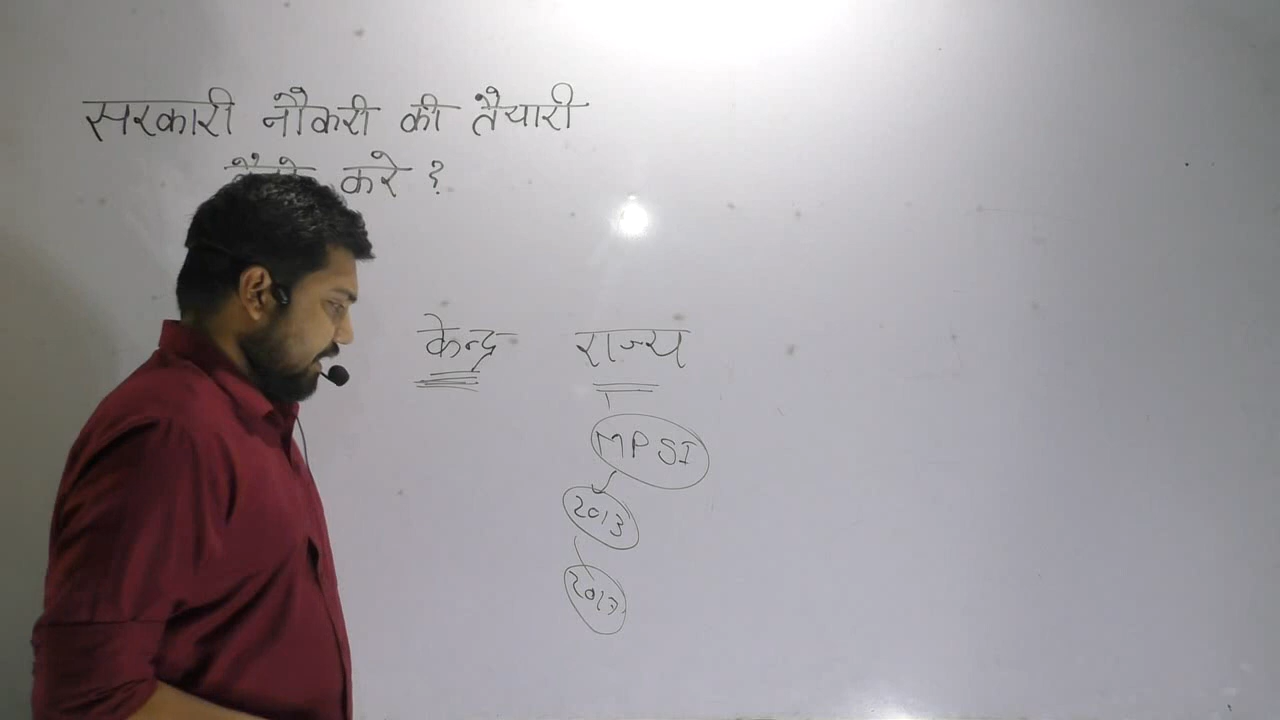 सरकारी नौकरी की तैयारी
करे ?
केन्द्र राज्य
MPSI
2013
2017